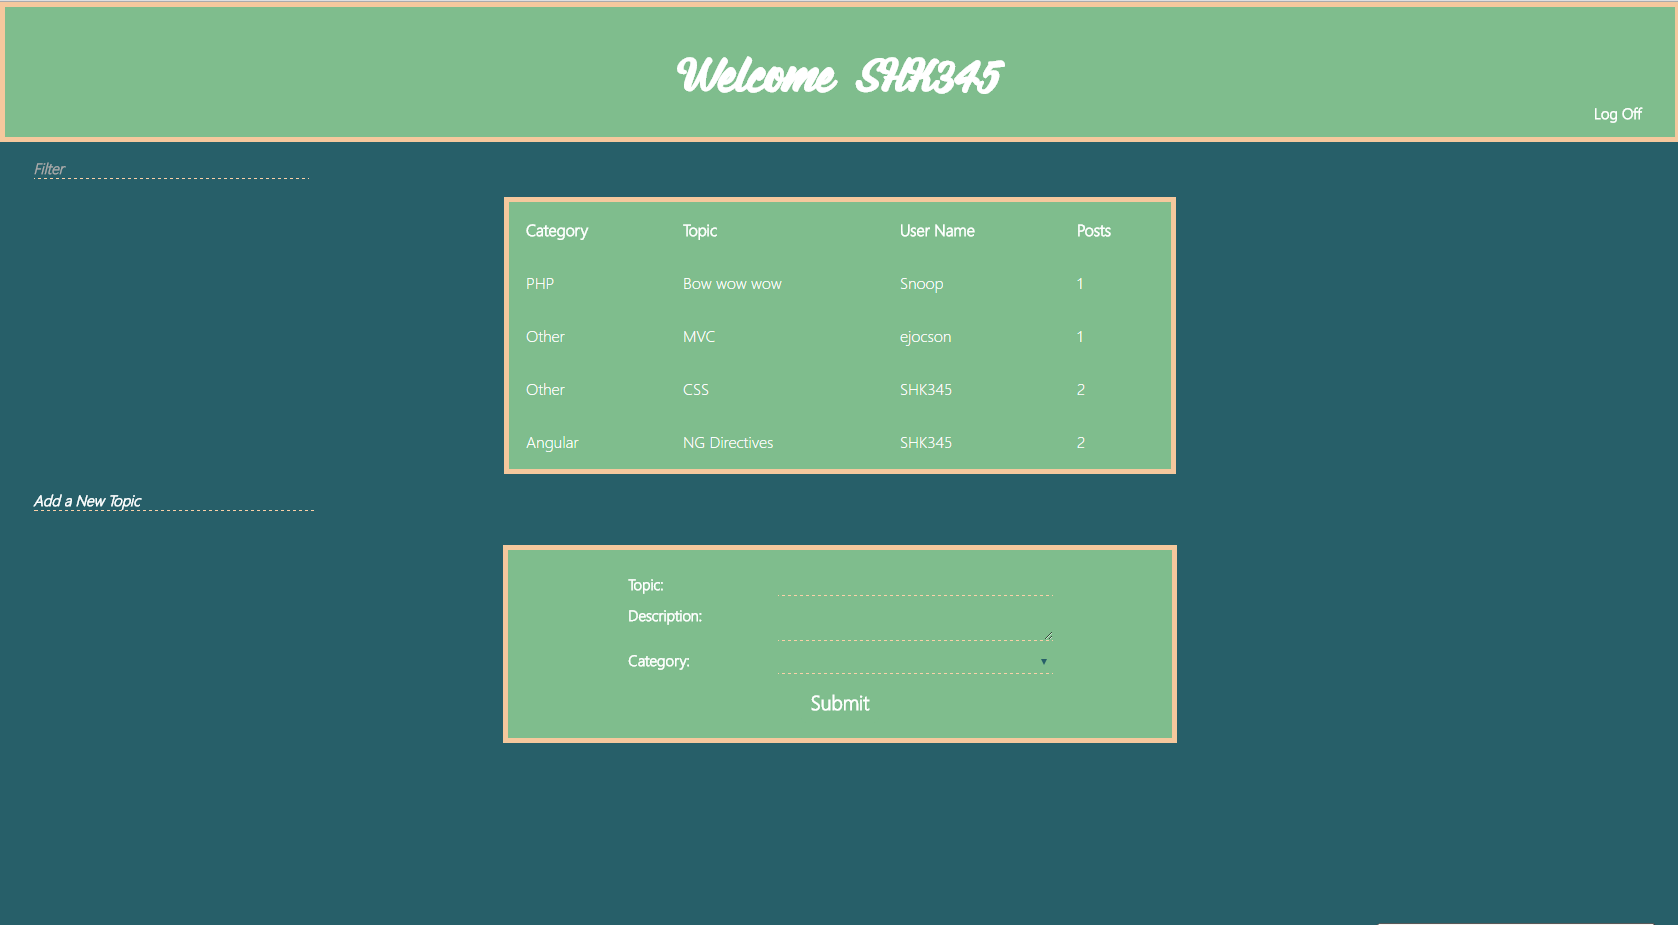 Welcome SHK345
Log Off
Filter
Category Topic User Name Posts
PHP Bow wow wow Snoop 1
Other MVC ejocson 1
Other CSS SHK345 2
Angular NG Directives SHK345 2
Add a New Topic
Topic:
Description:
Category:
Submit